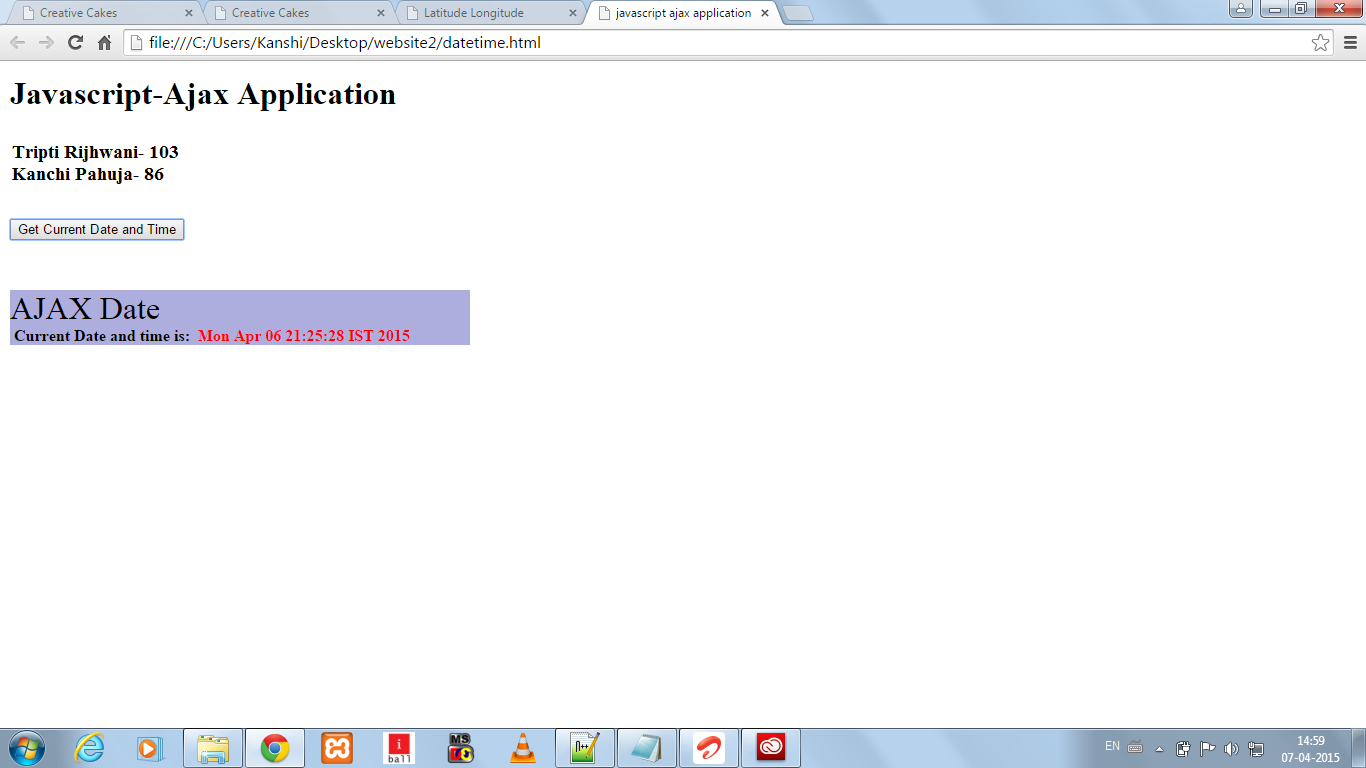 Creative Cakes
Creative Cakes
Latitude Longitude
javascript ajax application
file:///C:/Users/Kanshi/Desktop/website2/datetime.html
Javascript-Ajax Application
Tripti Rijhwani- 103
Kanchi Pahuja- 86
Get Current Date and Time
AJAX Date
Current Date and time is: Mon Apr 06 21:25:28 IST 2015
i
ball
MS
n++
EN
14:59
07-04-2015